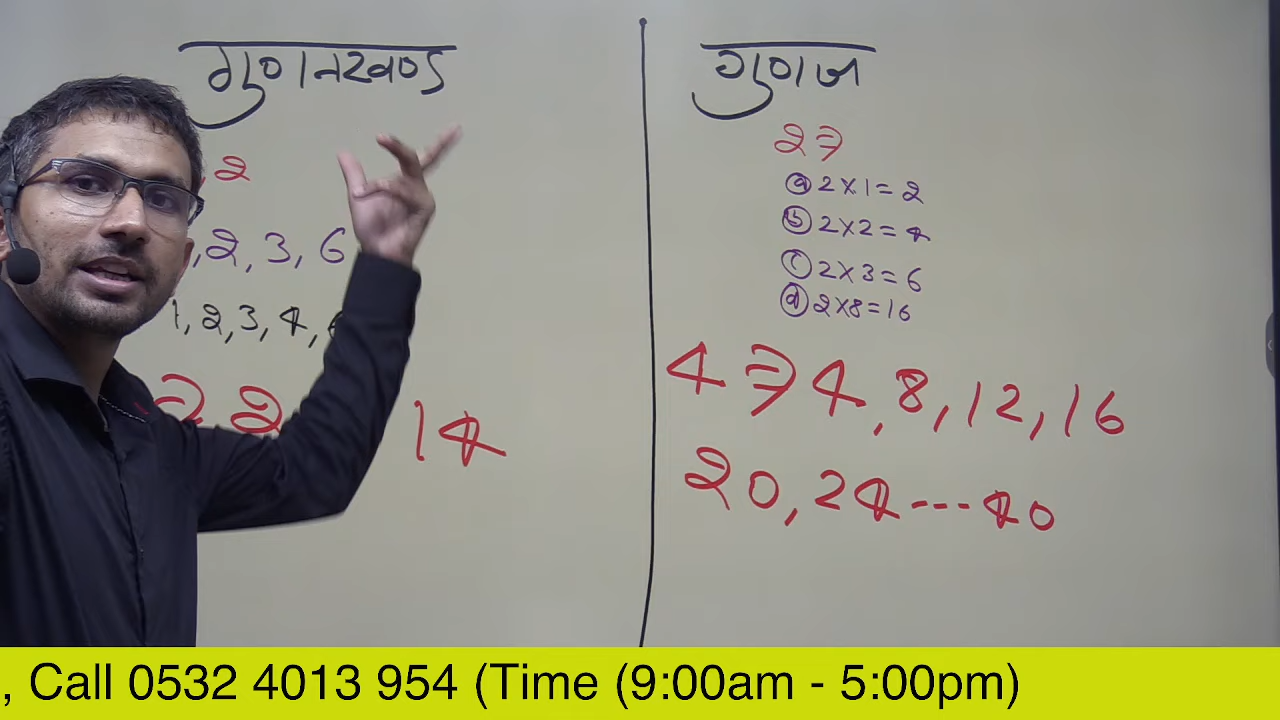 गुणनखण्ड
, 2
, 2, 3, 6
1, 2, 3, 4, 6
⇒ 2 14
गुणज
2 ⇒
(a) 2×1=2
(b) 2×2=4
(c) 2×3=6
(d) 2×8=16
4 ⇒ 4, 8, 12, 16
20, 24---40
, Call 0532 4013 954 (Time (9:00am - 5:00pm)